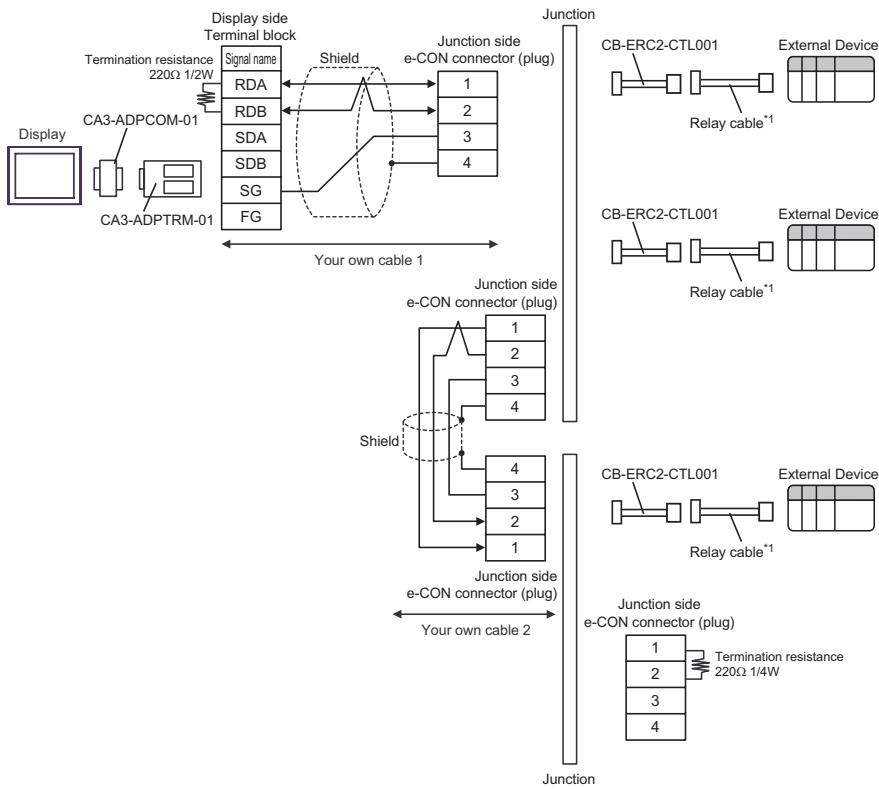 Display side
Terminal block
Signal name
RDA
RDB
SDA
SDB
SG
FG
Termination resistance
220Ω 1/2W
CA3-ADPCOM-01
Display
CA3-ADPTRM-01
Shield
Junction side
e-CON connector (plug)
1
2
3
4
Your own cable 1
Junction
CB-ERC2-CTL001
External Device
Relay cable*1
CB-ERC2-CTL001
External Device
Relay cable*1
Junction side
e-CON connector (plug)
1
2
3
4
Shield
4
3
2
1
Junction side
e-CON connector (plug)
Your own cable 2
CB-ERC2-CTL001
External Device
Relay cable*1
Junction side
e-CON connector (plug)
1
2
3
4
Termination resistance
220Ω 1/4W
Junction